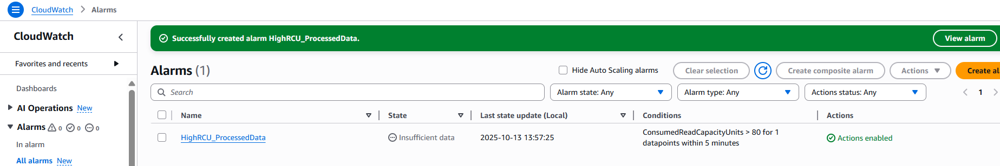 CloudWatch > Alarms
CloudWatch
Successfully created alarm HighRCU_ProcessedData.
View alarm
Favorites and recents
Alarms (1)
Hide Auto Scaling alarms
Clear selection
Create composite alarm
Actions
Create al
Dashboards
Search
Alarm state: Any
Alarm type: Any
Actions status: Any
1
AI Operations New
Name
State
Last state update (Local)
Conditions
Actions
Alarms 0 0 0
HighRCU_ProcessedData
Insufficient data
2025-10-13 13:57:25
ConsumedReadCapacityUnits > 80 for 1
datapoints within 5 minutes
Actions enabled
In alarm
All alarms New